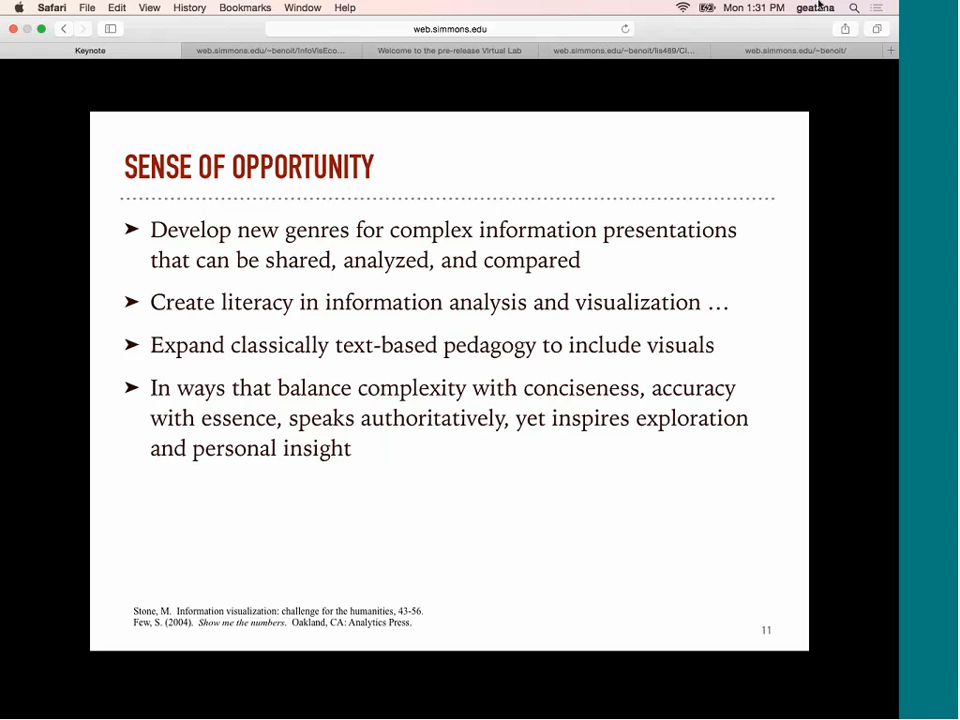 Safari File Edit View History Bookmarks Window Help Mon 1:31 PM geatana
web.simmons.edu
Keynote web.simmons.edu/~benoit/InfoVisEco... Welcome to the pre-release Virtual Lab web.simmons.edu/~benoit/lis489/Cl... web.simmons.edu/~benoit/ +
SENSE OF OPPORTUNITY
➤ Develop new genres for complex information presentations
that can be shared, analyzed, and compared
➤ Create literacy in information analysis and visualization …
➤ Expand classically text-based pedagogy to include visuals
➤ In ways that balance complexity with conciseness, accuracy
with essence, speaks authoritatively, yet inspires exploration
and personal insight
Stone, M. Information visualization: challenge for the humanities, 43-56.
Few, S. (2004). Show me the numbers. Oakland, CA: Analytics Press.
11